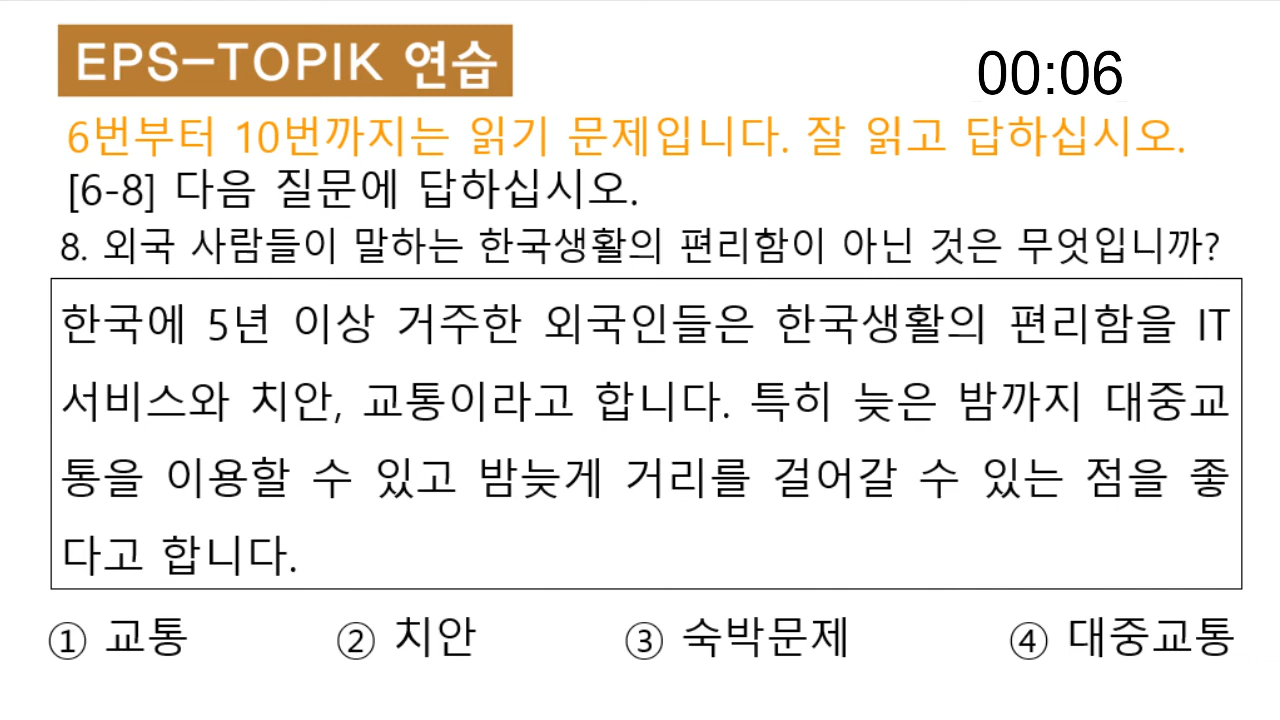 EPS-TOPIK 연습
00:06
6번부터 10번까지는 읽기 문제입니다. 잘 읽고 답하십시오.
[6-8] 다음 질문에 답하십시오.
8. 외국 사람들이 말하는 한국생활의 편리함이 아닌 것은 무엇입니까?
한국에 5년 이상 거주한 외국인들은 한국생활의 편리함을 IT
서비스와 치안, 교통이라고 합니다. 특히 늦은 밤까지 대중교
통을 이용할 수 있고 밤늦게 거리를 걸어갈 수 있는 점을 좋
다고 합니다.
① 교통 ② 치안 ③ 숙박문제 ④ 대중교통